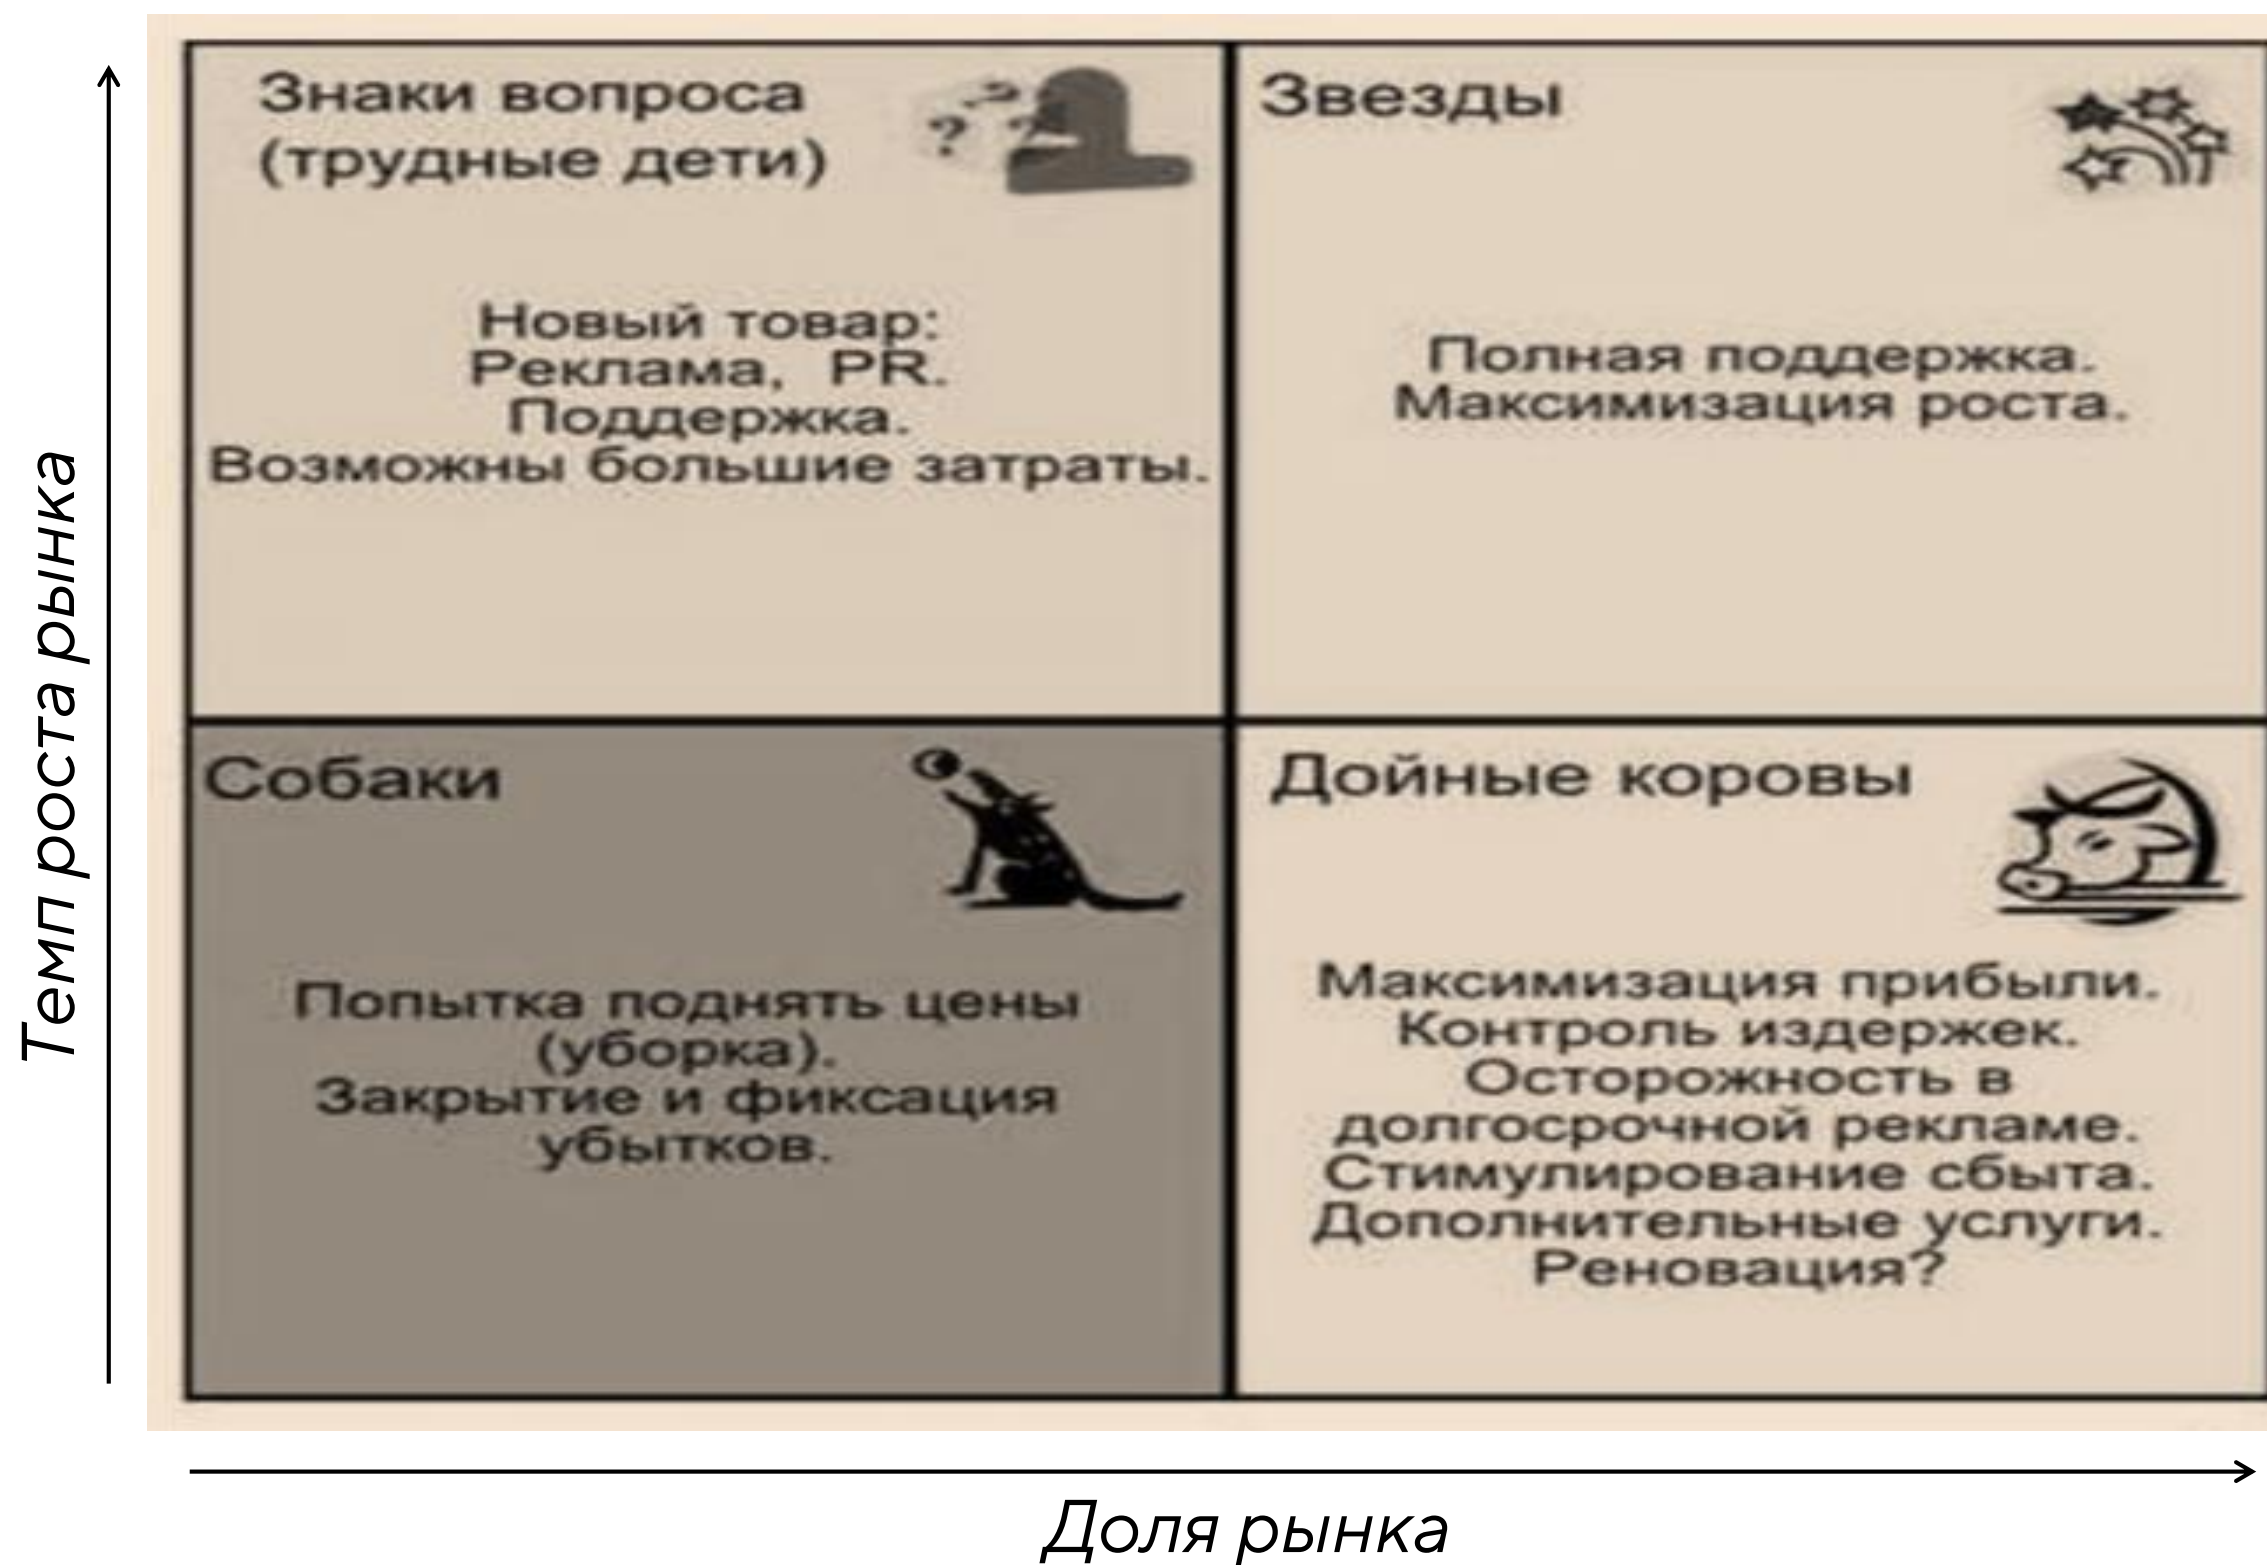 Темп роста рынка
Знаки вопроса
(трудные дети)
? ? ?
Новый товар:
Реклама, PR.
Поддержка.
Возможны большие затраты.
Звезды
Полная поддержка.
Максимизация роста.
Собаки
Попытка поднять цены
(уборка).
Закрытие и фиксация
убытков.
Дойные коровы
Максимизация прибыли.
Контроль издержек.
Осторожность в
долгосрочной рекламе.
Стимулирование сбыта.
Дополнительные услуги.
Реновация?
Доля рынка